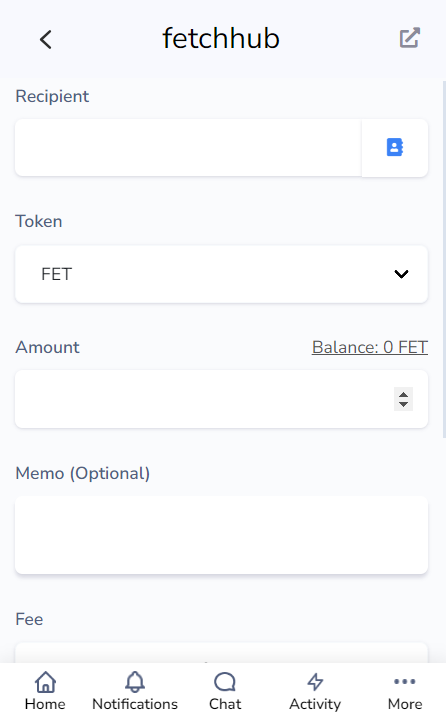 fetchhub
Recipient
Token
FET
Amount Balance: 0 FET
Memo (Optional)
Fee
Home Notifications Chat Activity More